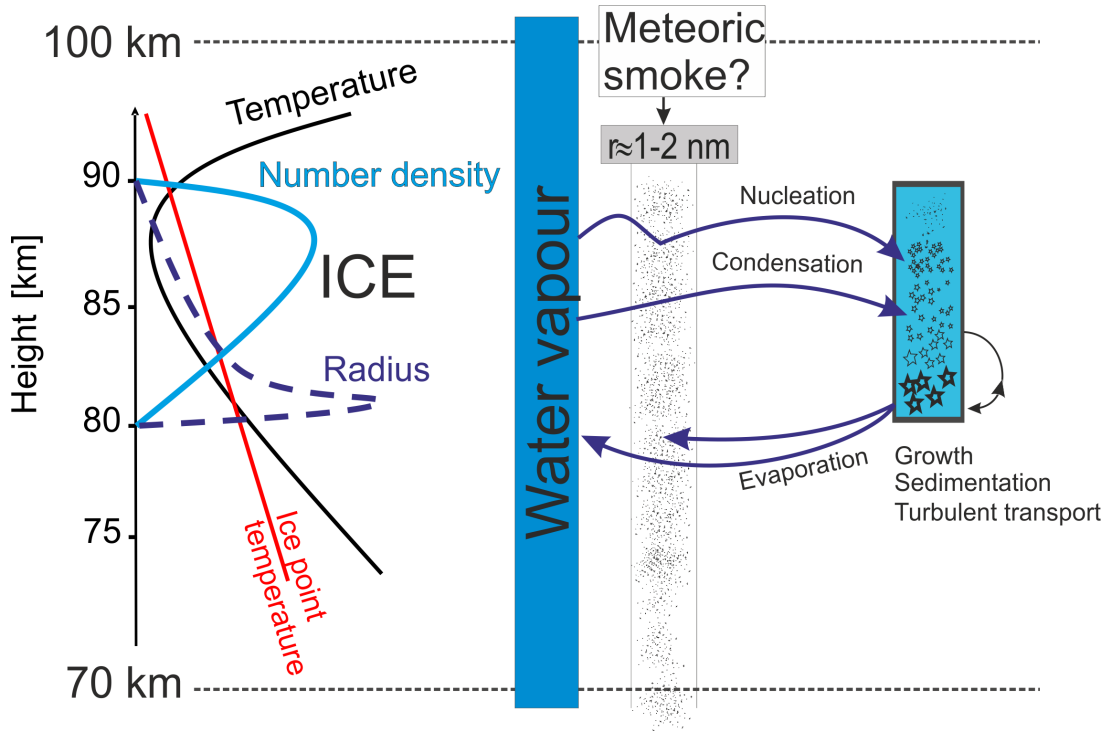 100 km
Meteoric
smoke?
r≈1-2 nm
Temperature
Number density
ICE
Radius
Ice point
temperature
Height [km]
90
85
80
75
70 km
Water vapour
Nucleation
Condensation
Evaporation
Growth
Sedimentation
Turbulent transport